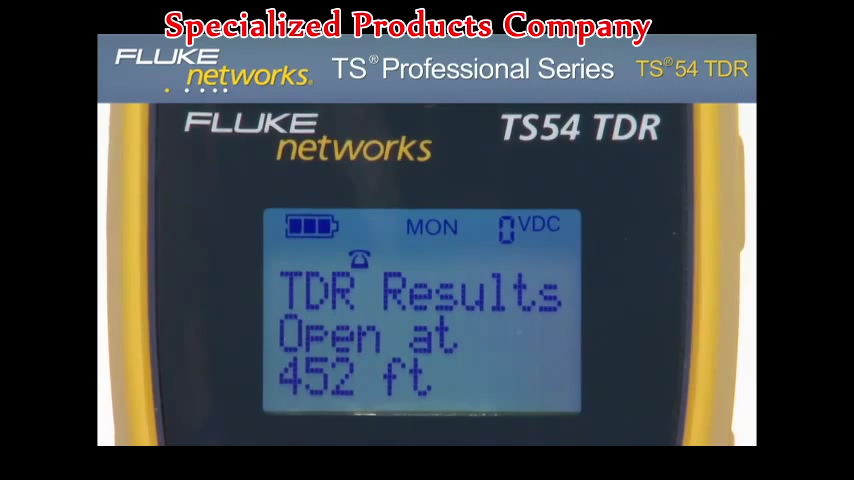 Specialized Products Company
FLUKE networks® TS® Professional Series TS® 54 TDR
FLUKE networks TS54 TDR
MON 0 VDC
TDR Results
Open at
452 ft